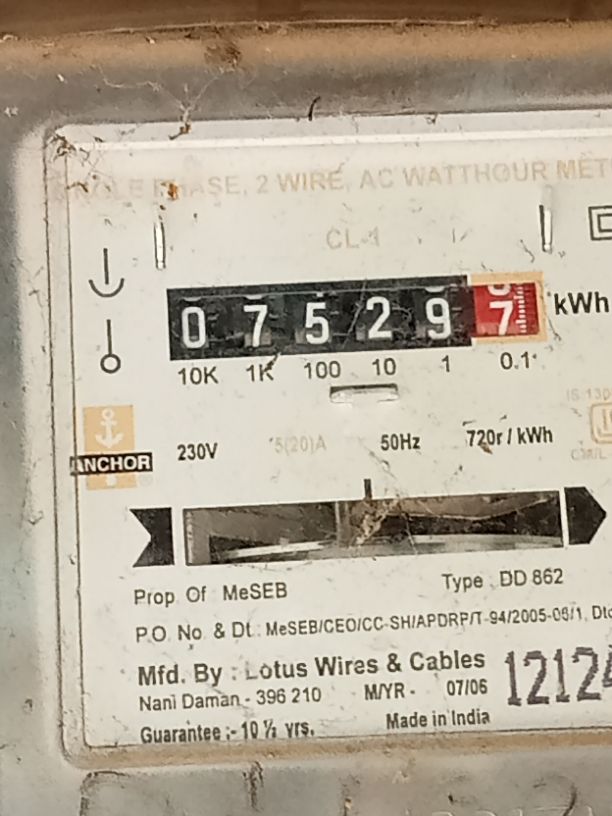 PHASE, 2 WIRE, AC WATTHOUR
CL-1
0 7 5 2 9 7 kWh
10K 1K 100 10 1 0.1
ANCHOR
230V 5(20)A 50Hz 720r / kWh
Prop. Of : MeSEB Type : DD 862
P.O. No. & Dt.: MeSEB/CEO/CC-SH/APDRP/T-94/2005-06/1,
Mfd. By : Lotus Wires & Cables
Nani Daman - 396 210 M/YR - 07/06
Guarantee :- 10 ½ yrs. Made in India